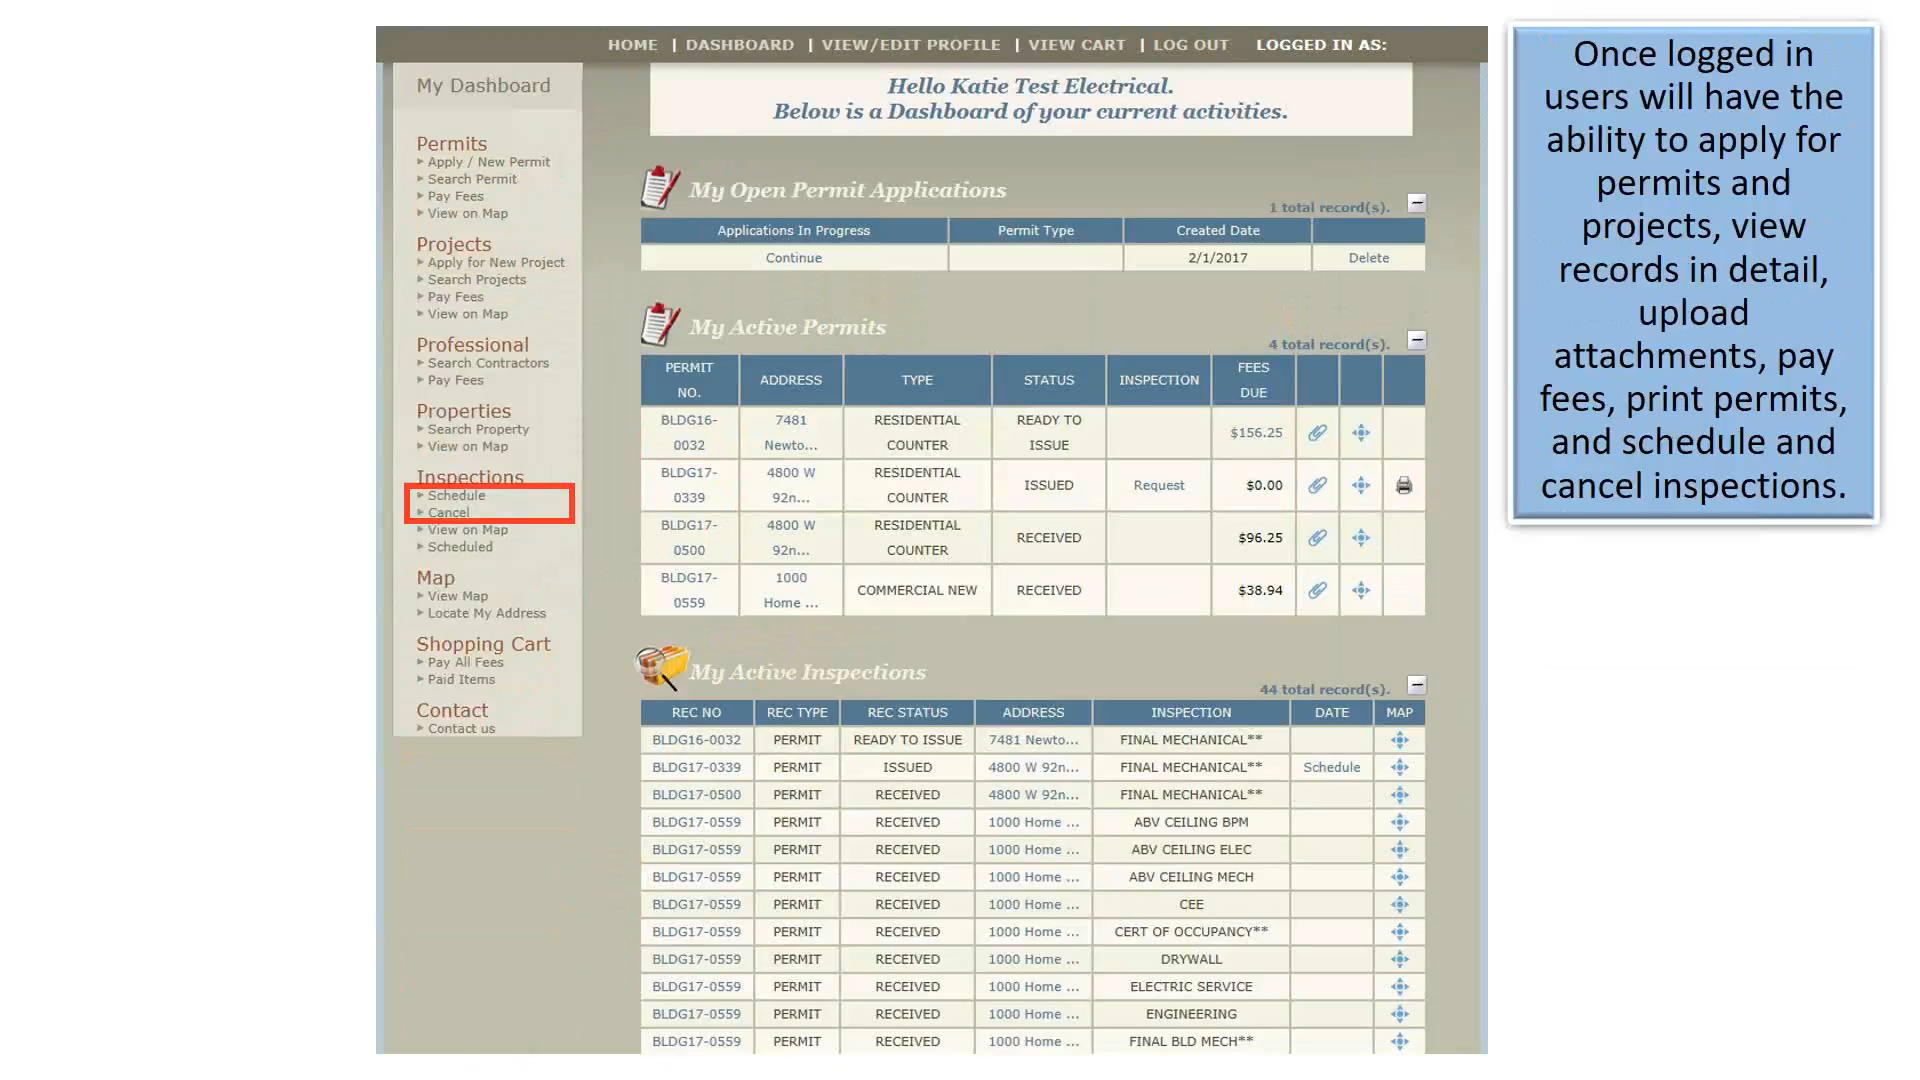 HOME | DASHBOARD | VIEW/EDIT PROFILE | VIEW CART | LOG OUT LOGGED IN AS:
My Dashboard
Permits
Apply / New Permit
Search Permit
Pay Fees
View on Map
Projects
Apply for New Project
Search Projects
Pay Fees
View on Map
Professional
Search Contractors
Pay Fees
Properties
Search Property
View on Map
Inspections
Schedule
Cancel
View on Map
Scheduled
Map
View Map
Locate My Address
Shopping Cart
Pay All Fees
Paid Items
Contact
Contact us
Hello Katie Test Electrical.
Below is a Dashboard of your current activities.
My Open Permit Applications
1 total record(s).
Applications In Progress Permit Type Created Date
Continue 2/1/2017 Delete
My Active Permits
4 total record(s).
PERMIT NO. ADDRESS TYPE STATUS INSPECTION FEES DUE
BLDG16-0032 7481 Newto... RESIDENTIAL COUNTER READY TO ISSUE $156.25
BLDG17-0339 4800 W 92n... RESIDENTIAL COUNTER ISSUED Request $0.00
BLDG17-0500 4800 W 92n... RESIDENTIAL COUNTER RECEIVED $96.25
BLDG17-0559 1000 Home ... COMMERCIAL NEW RECEIVED $38.94
My Active Inspections
44 total record(s).
REC NO REC TYPE REC STATUS ADDRESS INSPECTION DATE MAP
BLDG16-0032 PERMIT READY TO ISSUE 7481 Newto... FINAL MECHANICAL**
BLDG17-0339 PERMIT ISSUED 4800 W 92n... FINAL MECHANICAL** Schedule
BLDG17-0500 PERMIT RECEIVED 4800 W 92n... FINAL MECHANICAL**
BLDG17-0559 PERMIT RECEIVED 1000 Home ... ABV CEILING BPM
BLDG17-0559 PERMIT RECEIVED 1000 Home ... ABV CEILING ELEC
BLDG17-0559 PERMIT RECEIVED 1000 Home ... ABV CEILING MECH
BLDG17-0559 PERMIT RECEIVED 1000 Home ... CEE
BLDG17-0559 PERMIT RECEIVED 1000 Home ... CERT OF OCCUPANCY**
BLDG17-0559 PERMIT RECEIVED 1000 Home ... DRYWALL
BLDG17-0559 PERMIT RECEIVED 1000 Home ... ELECTRIC SERVICE
BLDG17-0559 PERMIT RECEIVED 1000 Home ... ENGINEERING
BLDG17-0559 PERMIT RECEIVED 1000 Home ... FINAL BLD MECH**
Once logged in
users will have the
ability to apply for
permits and
projects, view
records in detail,
upload
attachments, pay
fees, print permits,
and schedule and
cancel inspections.